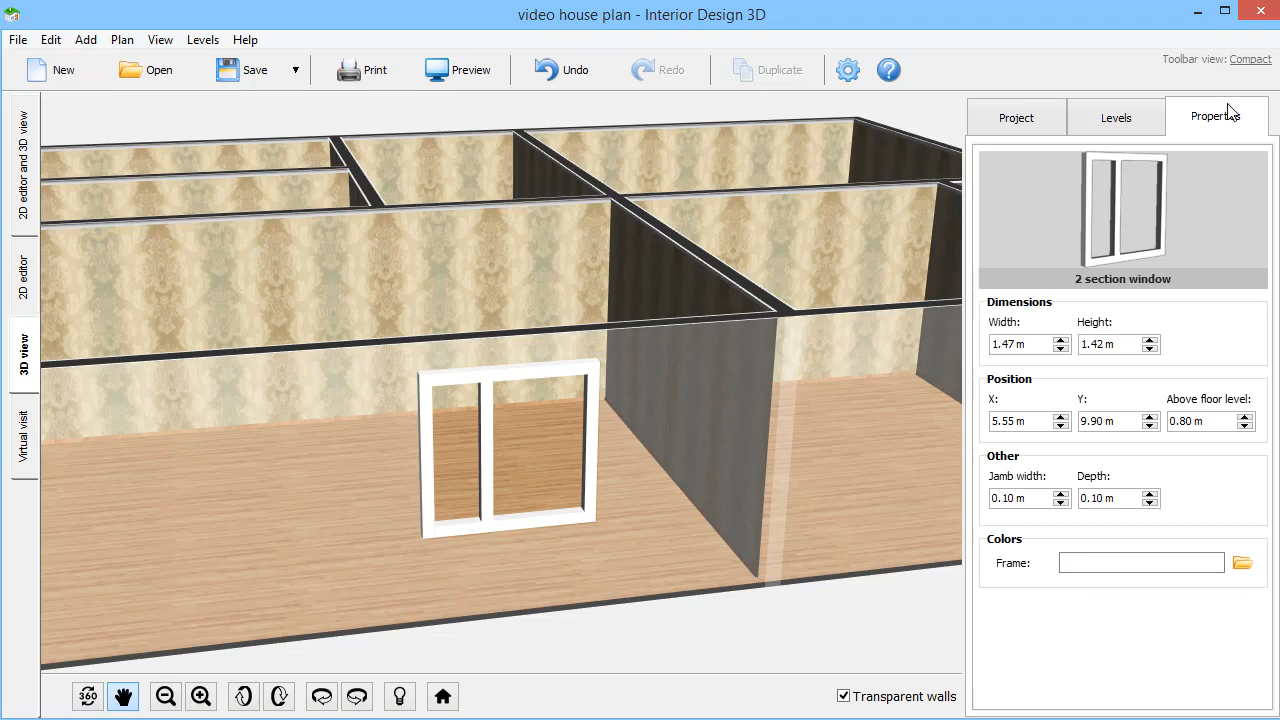 video house plan - Interior Design 3D
File Edit Add Plan View Levels Help
New Open Save Print Preview Undo Redo Duplicate
Toolbar view: Compact
2D editor and 3D view
2D editor
3D view
Virtual visit
Project Levels Properties
2 section window
Dimensions
Width: Height:
1.47 m 1.42 m
Position
X: Y: Above floor level:
5.55 m 9.90 m 0.80 m
Other
Jamb width: Depth:
0.10 m 0.10 m
Colors
Frame:
360
Transparent walls